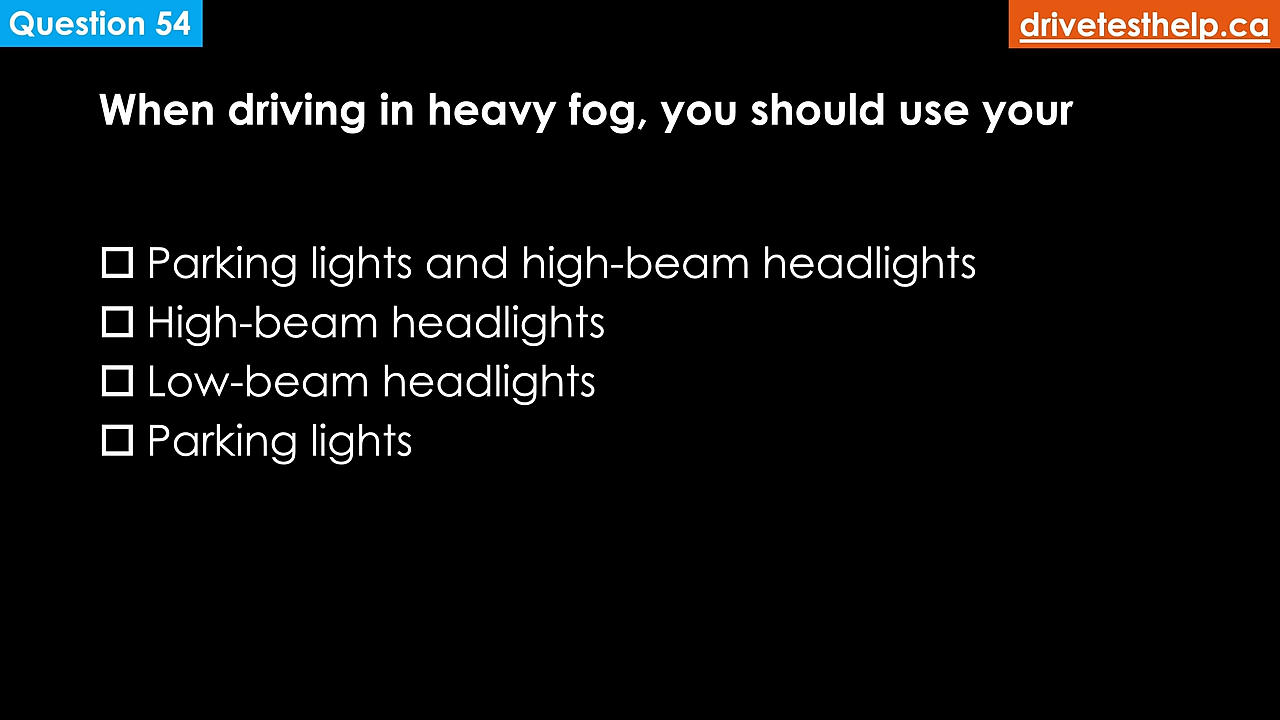 Question 54
drivetesthelp.ca
When driving in heavy fog, you should use your
Parking lights and high-beam headlights
High-beam headlights
Low-beam headlights
Parking lights